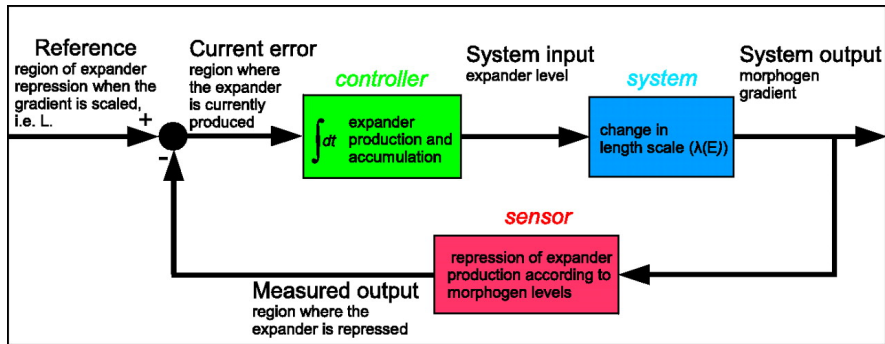 Reference
region of expander
repression when the
gradient is scaled,
i.e. L.
+
-
Current error
region where
the expander
is currently
produced
controller
∫dt expander
production and
accumulation
System input
expander level
system
change in
length scale (λ(E))
System output
morphogen
gradient
sensor
repression of expander
production according to
morphogen levels
Measured output
region where the
expander is repressed